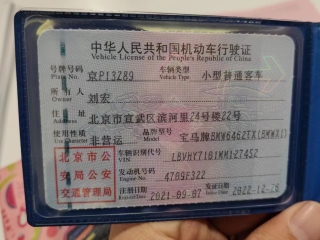 中华人民共和国机动车行驶证
Vehicle License of the People's Republic of China
号牌号码 京P13Z89 车辆类型 小型普通客车
Plate No. Vehicle Type
所有人 刘宏
Owner
住址 北京市宣武区滨河里24号楼22号
Address
使用性质 非营运 品牌型号 宝马牌BMW6462TX(BMWX1)
Use Character Model
北京市公 车辆识别代号
VIN
安局公安 发动机号码 4709F322
Engine No.
交通管理局 注册日期 2021-09-07 发证日期 2022-12-26
Register Date Issue Date